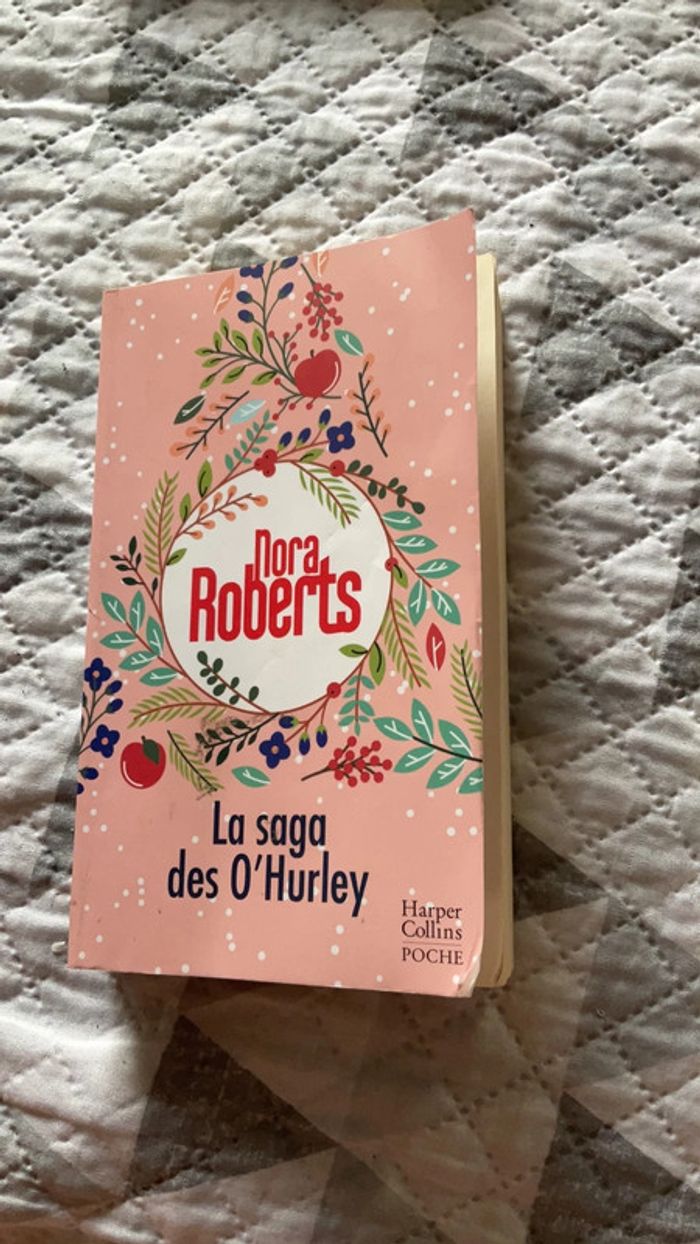 nora
Roberts
La saga
des O'Hurley
Harper
Collins
POCHE